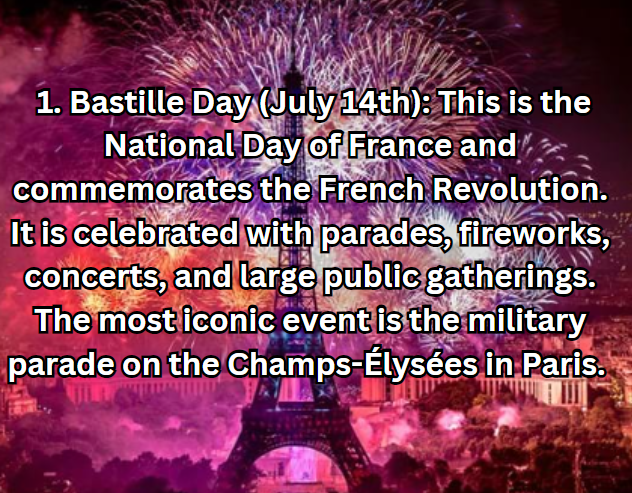 1. Bastille Day (July 14th): This is the
National Day of France and
commemorates the French Revolution.
It is celebrated with parades, fireworks,
concerts, and large public gatherings.
The most iconic event is the military
parade on the Champs-Élysées in Paris.